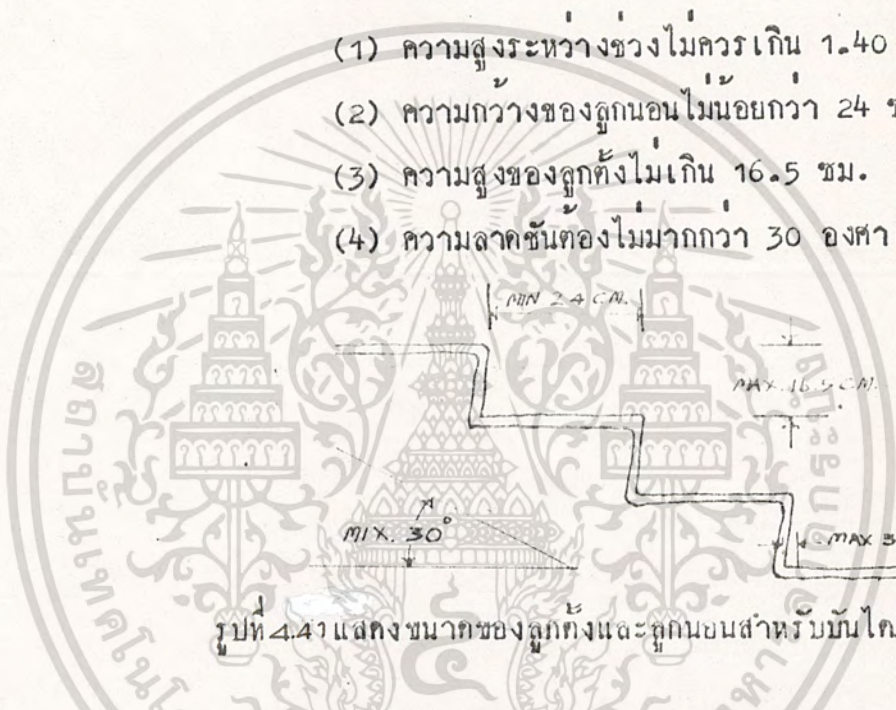 (1) ความสูงระหว่างช่วงไม่ควรเกิน 1.40
(2) ความกว้างของลูกนอนไม่น้อยกว่า 24
(3) ความสูงของลูกตั้งไม่เกิน 16.5 ซม.
(4) ความลาดชันต้องไม่มากกว่า 30 องศา
MIN 24 CM.
MAX. 16.5 CM.
MIX. 30°
MAX 3
รูปที่ 4.41 แสดงขนาดของลูกตั้งและลูกนอนสำหรับบันได